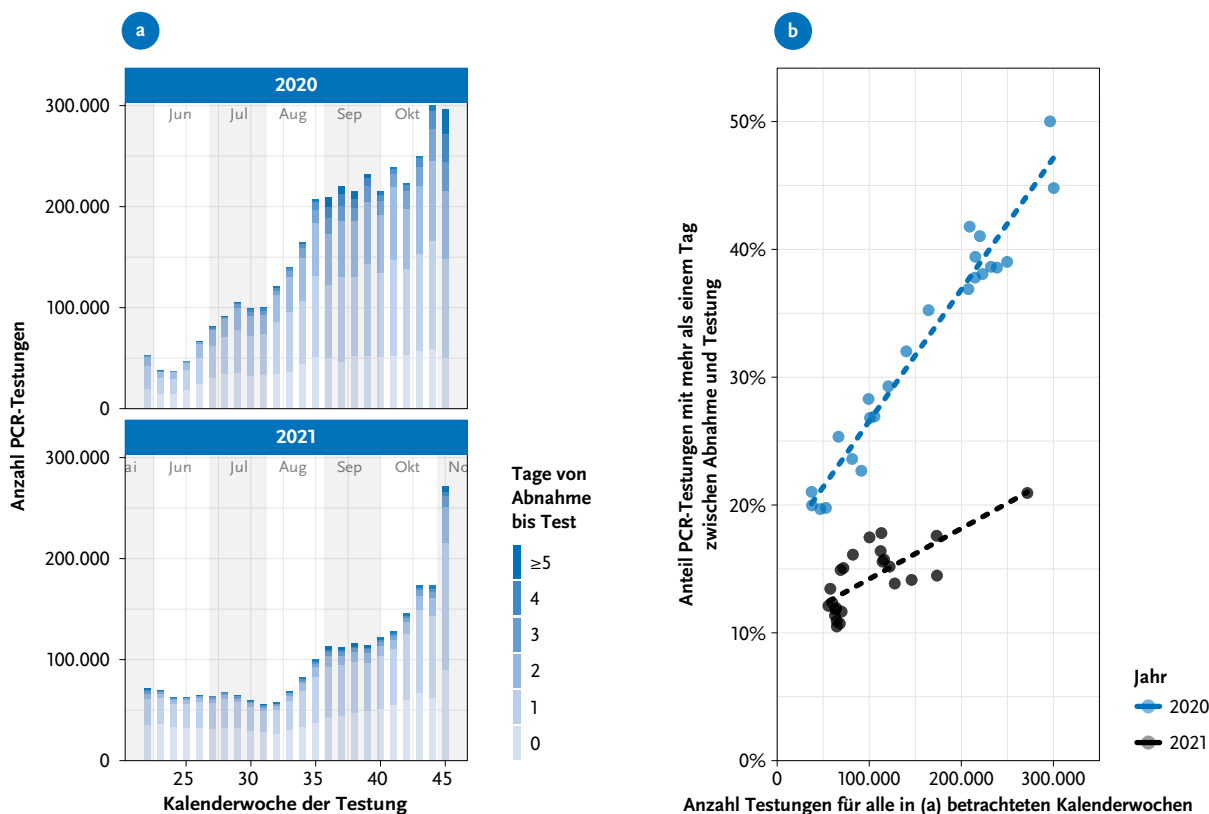 a
2020
300.000
Jun
Jul
Aug
Sep
Okt
200.000
100.000
0
Anzahl PCR-Testungen
2021
300.000
ai
Jun
Jul
Aug
Sep
Okt
No
200.000
100.000
0
25
30
35
40
45
Kalenderwoche der Testung
Tage von
Abnahme
bis Test
≥5
4
3
2
1
0
b
Anteil PCR-Testungen mit mehr als einem Tag
zwischen Abnahme und Testung
50%
40%
30%
20%
10%
0%
0
100.000
200.000
300.000
Anzahl Testungen für alle in (a) betrachteten Kalenderwochen
Jahr
2020
2021